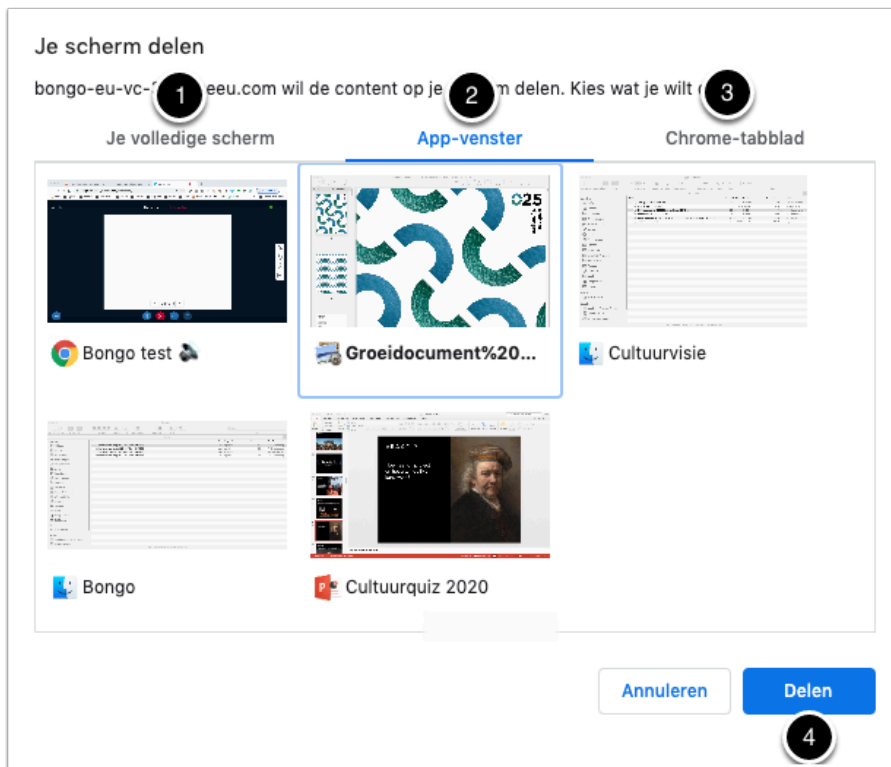 Je scherm delen
bongo-eu-vc- eeu.com wil de content op je delen. Kies wat je wilt
1 2 3
Je volledige scherm App-venster Chrome-tabblad
025
Bongo test Groeidocument%20... Cultuurvisie
Bongo Cultuurquiz 2020
Annuleren Delen
4